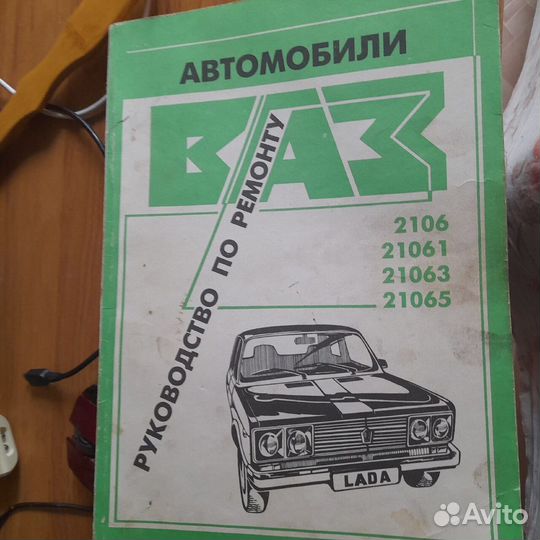 АВТОМОБИЛИ
ВАЗ
РУКОВОДСТВО ПО РЕМОНТУ
2106
21061
21063
21065
LADA
Avito